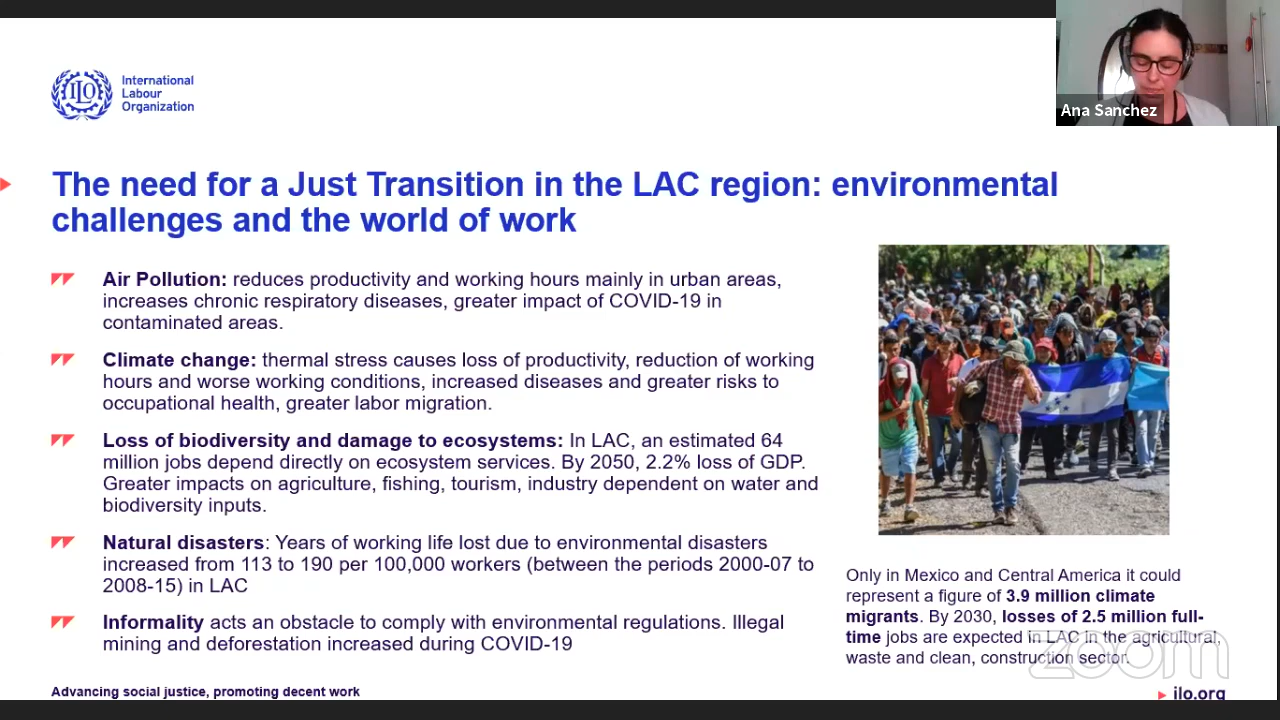 International
Labour
Organization
Ana Sanchez
The need for a Just Transition in the LAC region: environmental
challenges and the world of work
Air Pollution: reduces productivity and working hours mainly in urban areas,
increases chronic respiratory diseases, greater impact of COVID-19 in
contaminated areas.
Climate change: thermal stress causes loss of productivity, reduction of working
hours and worse working conditions, increased diseases and greater risks to
occupational health, greater labor migration.
Loss of biodiversity and damage to ecosystems: In LAC, an estimated 64
million jobs depend directly on ecosystem services. By 2050, 2.2% loss of GDP.
Greater impacts on agriculture, fishing, tourism, industry dependent on water and
biodiversity inputs.
Natural disasters: Years of working life lost due to environmental disasters
increased from 113 to 190 per 100,000 workers (between the periods 2000-07 to
2008-15) in LAC
Informality acts an obstacle to comply with environmental regulations. Illegal
mining and deforestation increased during COVID-19
Only in Mexico and Central America it could
represent a figure of 3.9 million climate
migrants. By 2030, losses of 2.5 million full-
time jobs are expected in LAC in the agricultural,
waste and clean, construction sector.
zoom
Advancing social justice, promoting decent work
ilo.org